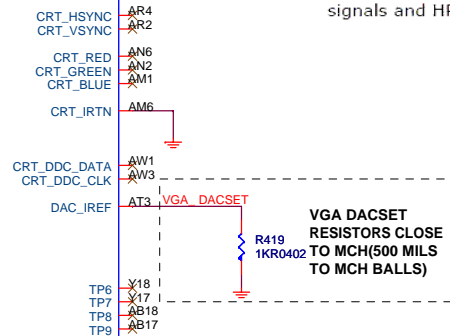 signals and HP
CRT_HSYNC AR4
CRT_VSYNC AR2
CRT_RED AN6
CRT_GREEN AN2
CRT_BLUE AM1
CRT_IRTN AM6
CRT_DDC_DATA AW1
CRT_DDC_CLK AW3
DAC_IREF AT3 VGA_DACSET
VGA DACSET
R419 RESISTORS CLOSE
1KR0402 TO MCH(500 MILS
TO MCH BALLS)
TP6 Y18
TP7 Y17
TP8 AB18
TP9 AB17